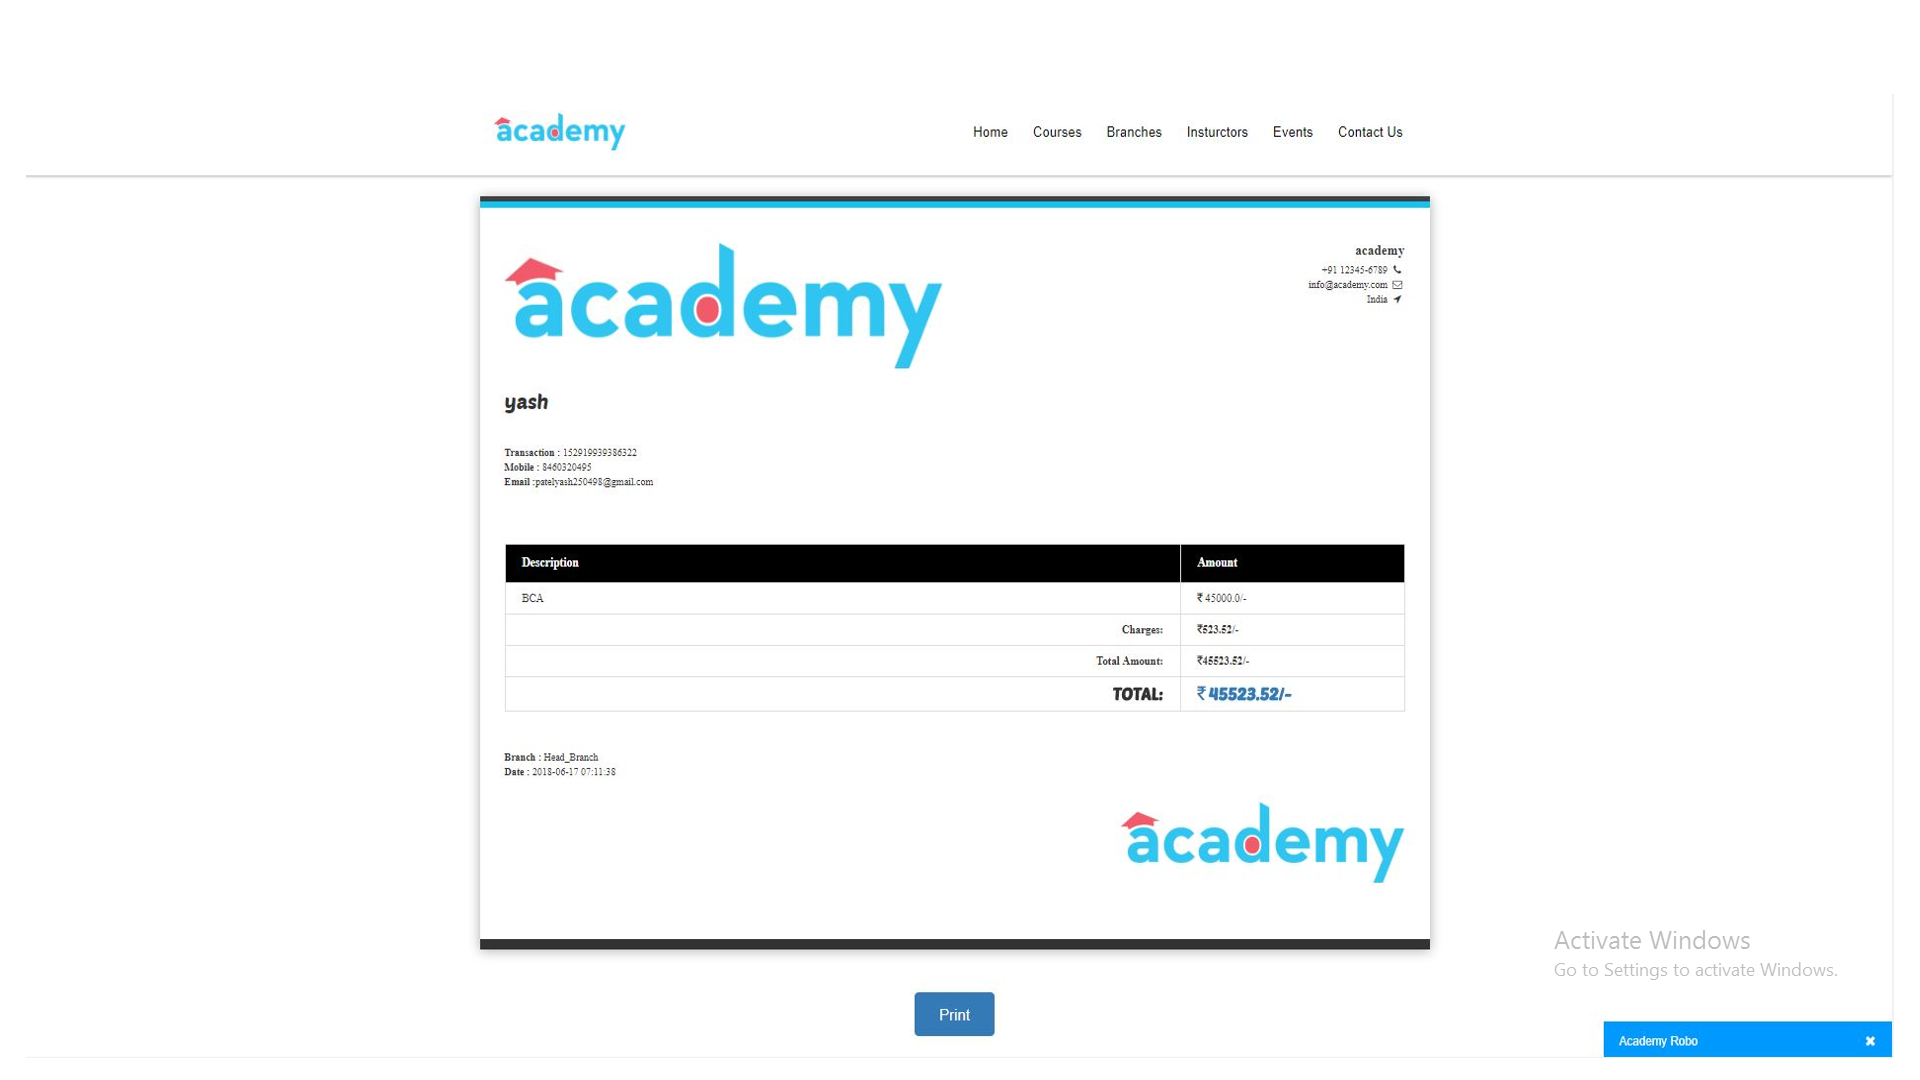 academy
Home Courses Branches Insturctors Events Contact Us
academy
academy
+91 12345-6789
info@academy.com
India
yash
Transaction : 152919939386322
Mobile : 8460320495
Email :patelyash250498@gmail.com
Description Amount
BCA ₹ 45000.0/-
Charges: ₹523.52/-
Total Amount: ₹45523.52/-
TOTAL: ₹ 45523.52/-
Branch : Head_Branch
Date : 2018-06-17 07:11:38
academy
Activate Windows
Go to Settings to activate Windows.
Print
Academy Robo